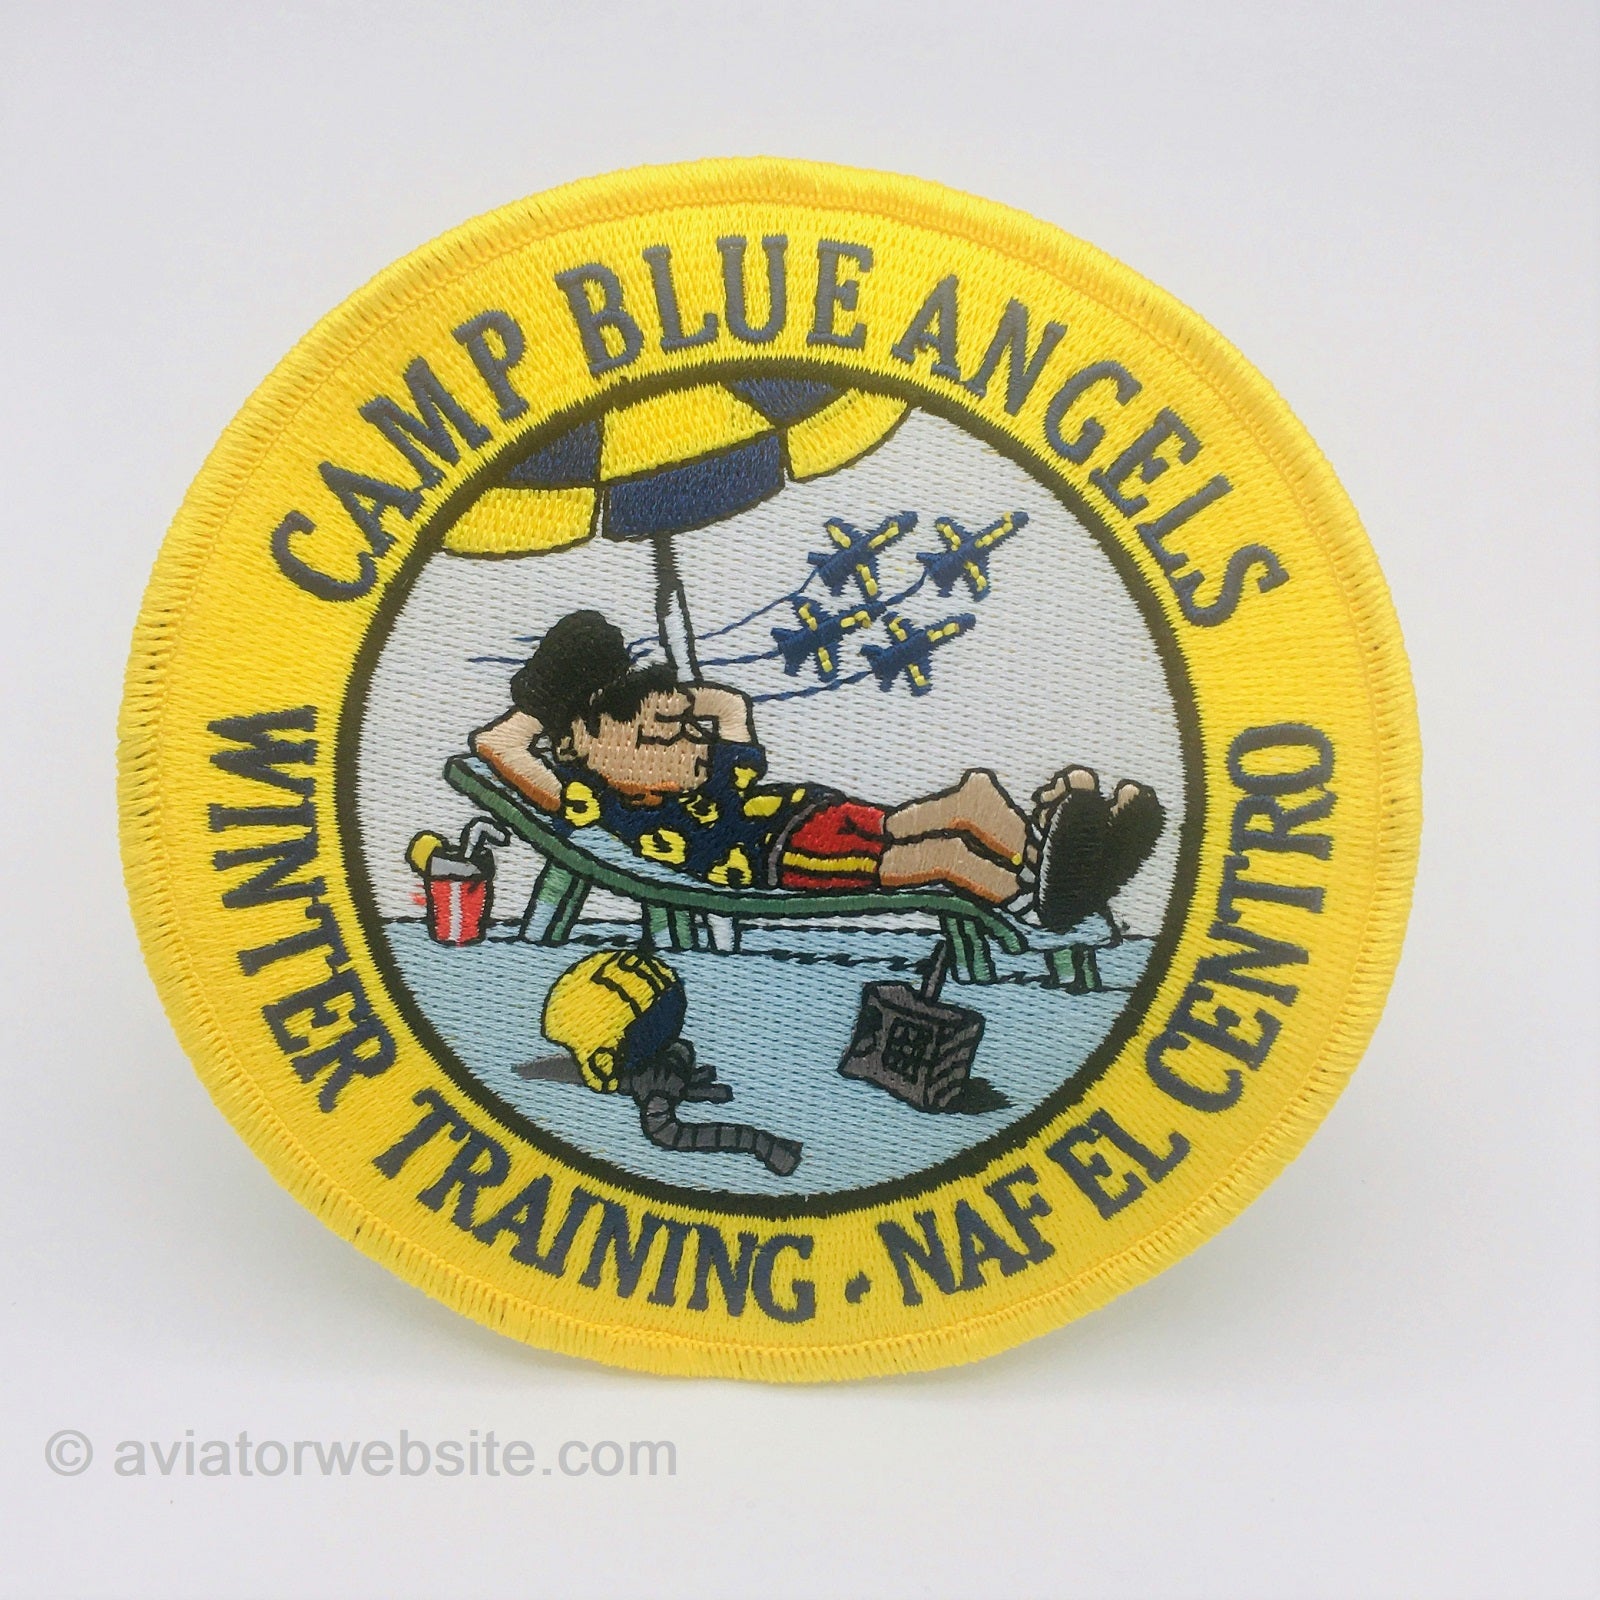 CAMP BLUE ANGELS
WINTER TRAINING · NAF EL CENTRO
© aviatorwebsite.com